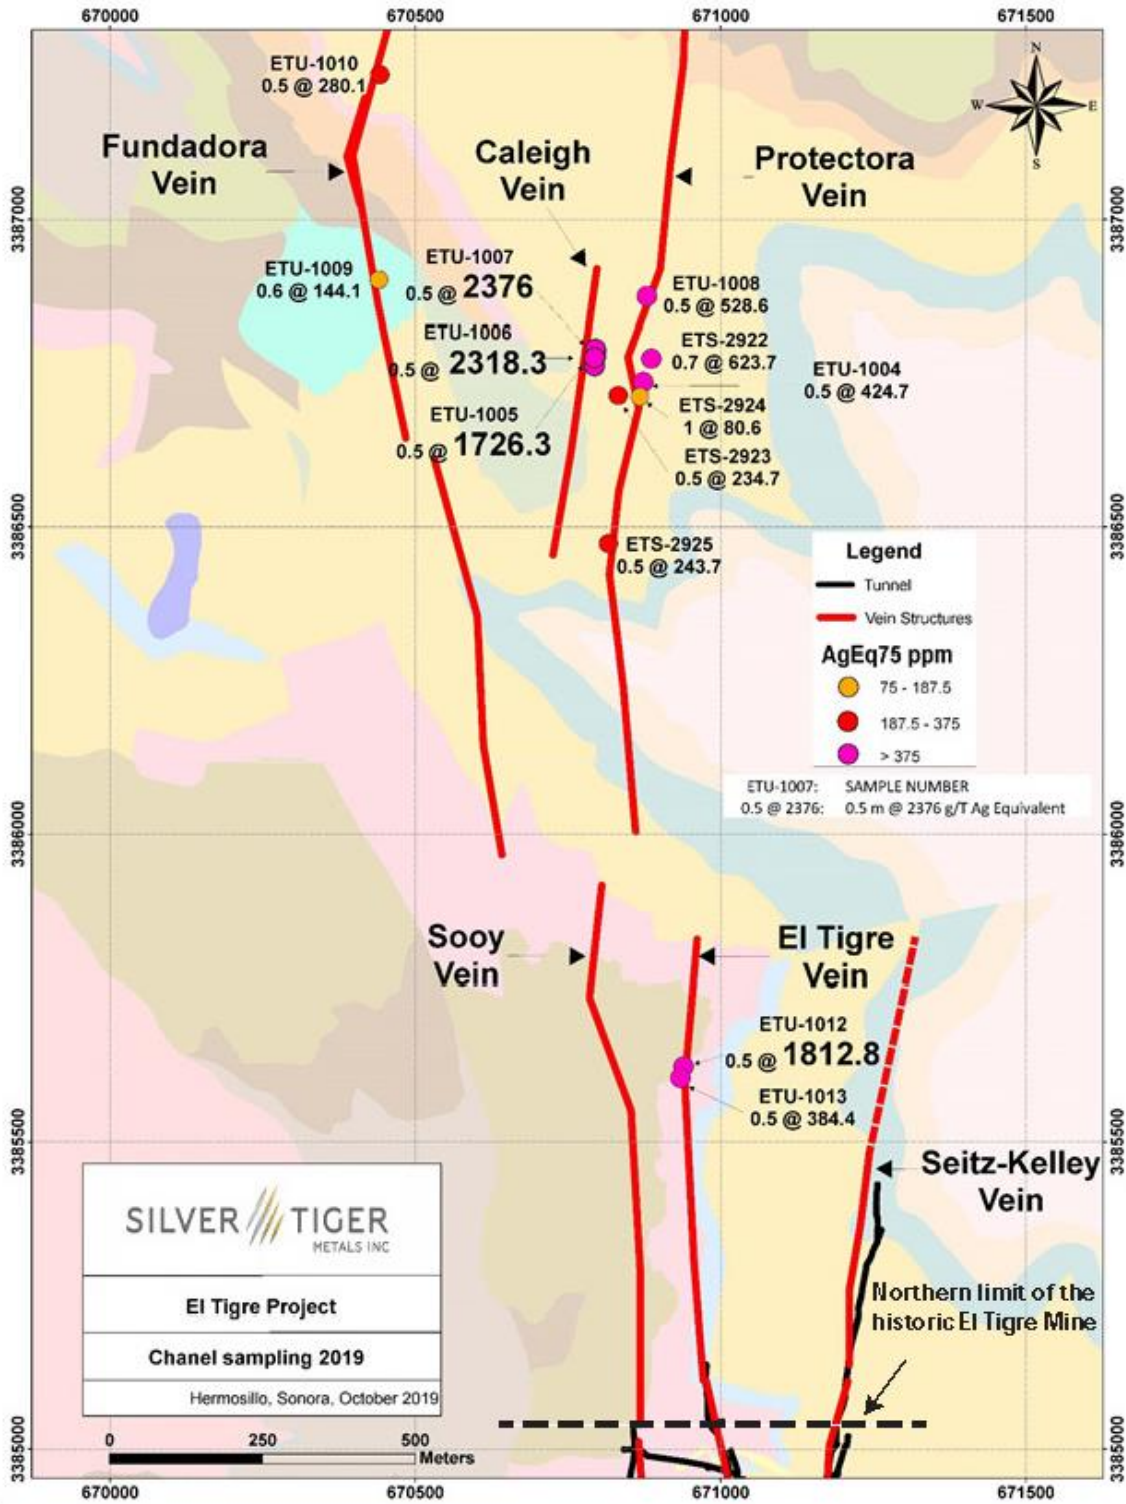 670000 670500 671000 671500
N
W E
S
ETU-1010
0.5 @ 280.1
Fundadora
Vein
Caleigh
Vein
Protectora
Vein
3387000
3387000
ETU-1009
0.6 @ 144.1
ETU-1007
0.5 @ 2376
ETU-1008
0.5 @ 528.6
ETU-1006
0.5 @ 2318.3
ETS-2922
0.7 @ 623.7
ETU-1004
0.5 @ 424.7
ETU-1005
0.5 @ 1726.3
ETS-2924
1 @ 80.6
ETS-2923
0.5 @ 234.7
3386500
3386500
ETS-2925
0.5 @ 243.7
Legend
Tunnel
Vein Structures
AgEq75 ppm
75 - 187.5
187.5 - 375
> 375
ETU-1007: SAMPLE NUMBER
0.5 @ 2376: 0.5 m @ 2376 g/T Ag Equivalent
3386000
3386000
Sooy
Vein
El Tigre
Vein
ETU-1012
0.5 @ 1812.8
ETU-1013
0.5 @ 384.4
3385500
3385500
Seitz-Kelley
Vein
SILVER TIGER
METALS INC
El Tigre Project
Chanel sampling 2019
Hermosillo, Sonora, October 2019
Northern limit of the
historic El Tigre Mine
0 250 500
Meters
3385000
3385000
670000 670500 671000 671500